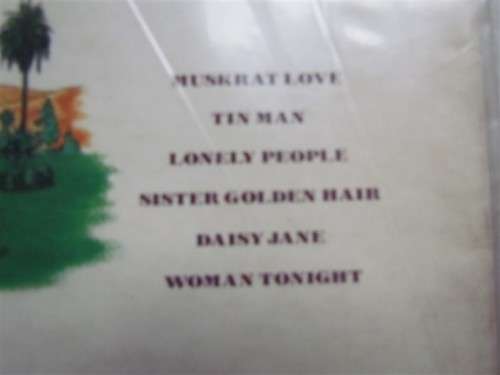 MUSKRAT LOVE
TIN MAN
LONELY PEOPLE
SISTER GOLDEN HAIR
DAISY JANE
WOMAN TONIGHT